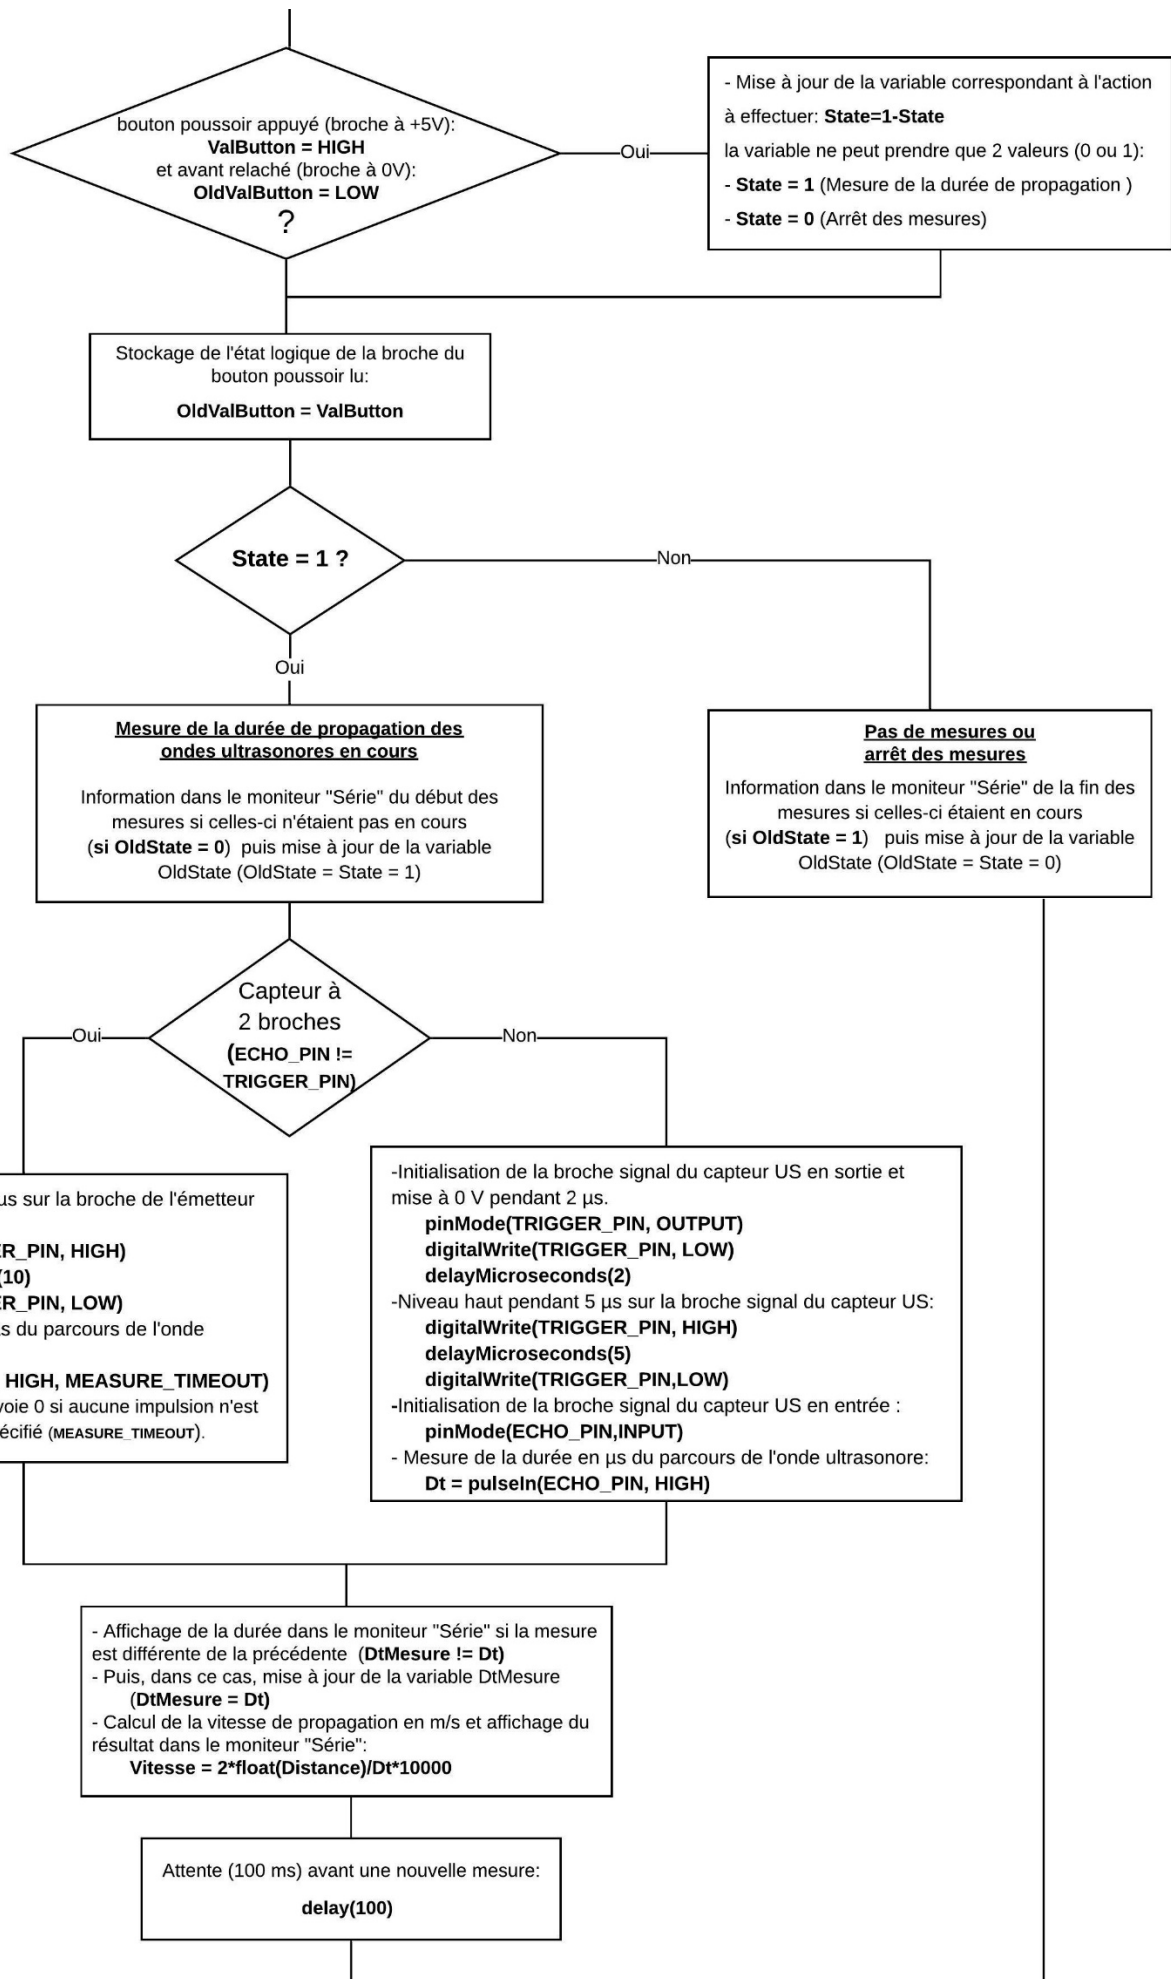 bouton poussoir appuyé (broche à +5V):
ValButton = HIGH
et avant relaché (broche à 0V):
OldValButton = LOW
?
Oui
- Mise à jour de la variable correspondant à l'action
à effectuer: State=1-State
la variable ne peut prendre que 2 valeurs (0 ou 1):
- State = 1 (Mesure de la durée de propagation )
- State = 0 (Arrêt des mesures)
Stockage de l'état logique de la broche du
bouton poussoir lu:
OldValButton = ValButton
State = 1 ?
Non
Oui
Mesure de la durée de propagation des
ondes ultrasonores en cours
Information dans le moniteur "Série" du début des
mesures si celles-ci n'étaient pas en cours
(si OldState = 0) puis mise à jour de la variable
OldState (OldState = State = 1)
Pas de mesures ou
arrêt des mesures
Information dans le moniteur "Série" de la fin des
mesures si celles-ci étaient en cours
(si OldState = 1) puis mise à jour de la variable
OldState (OldState = State = 0)
Capteur à
2 broches
(ECHO_PIN !=
TRIGGER_PIN)
Oui
Non
us sur la broche de l'émetteur
R_PIN, HIGH)
(10)
R_PIN, LOW)
s du parcours de l'onde
HIGH, MEASURE_TIMEOUT)
voie 0 si aucune impulsion n'est
écifié (MEASURE_TIMEOUT).
-Initialisation de la broche signal du capteur US en sortie et
mise à 0 V pendant 2 µs.
pinMode(TRIGGER_PIN, OUTPUT)
digitalWrite(TRIGGER_PIN, LOW)
delayMicroseconds(2)
-Niveau haut pendant 5 µs sur la broche signal du capteur US:
digitalWrite(TRIGGER_PIN, HIGH)
delayMicroseconds(5)
digitalWrite(TRIGGER_PIN,LOW)
-Initialisation de la broche signal du capteur US en entrée :
pinMode(ECHO_PIN,INPUT)
- Mesure de la durée en µs du parcours de l'onde ultrasonore:
Dt = pulseIn(ECHO_PIN, HIGH)
- Affichage de la durée dans le moniteur "Série" si la mesure
est différente de la précédente (DtMesure != Dt)
- Puis, dans ce cas, mise à jour de la variable DtMesure
(DtMesure = Dt)
- Calcul de la vitesse de propagation en m/s et affichage du
résultat dans le moniteur "Série":
Vitesse = 2*float(Distance)/Dt*10000
Attente (100 ms) avant une nouvelle mesure:
delay(100)